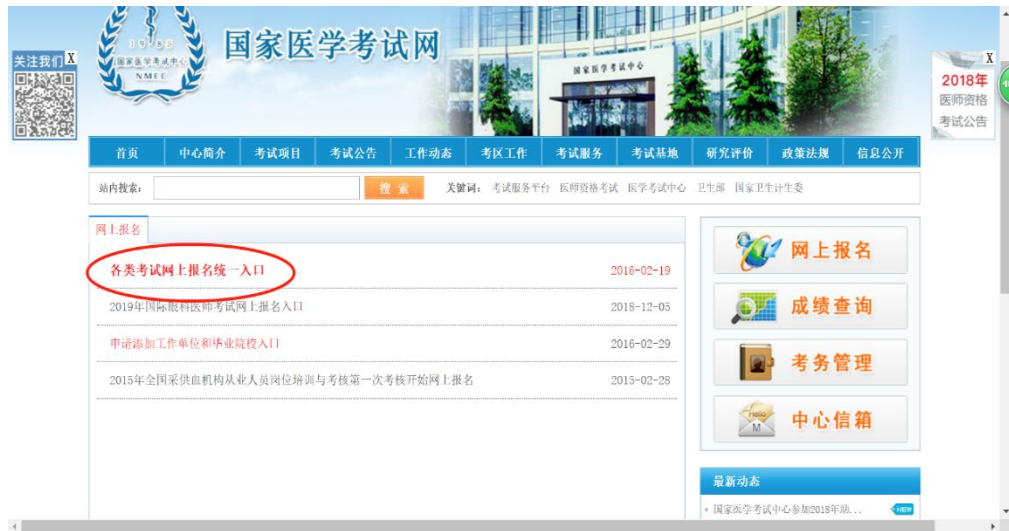 1985
国家医学考试中心
NMEC
国家医学考试网
国家医学考试中心
关注我们 X
X
2018年
医师资格
考试公告
首页 中心简介 考试项目 考试公告 工作动态 考区工作 考试服务 考试基地 研究评价 政策法规 信息公开
站内搜索： 搜 索 关键词： 考试服务平台 医师资格考试 医学考试中心 卫生部 国家卫生计生委
网上报名
各类考试网上报名统一入口 2016-02-19
2019年国际眼科医师考试网上报名入口 2018-12-05
申请添加工作单位和毕业院校入口 2016-02-29
2015年全国采供血机构从业人员岗位培训与考核第一次考核开始网上报名 2015-02-28
网上报名
成绩查询
考务管理
Hello
M
中心信箱
最新动态
国家医学考试中心参加2018年助... NEW